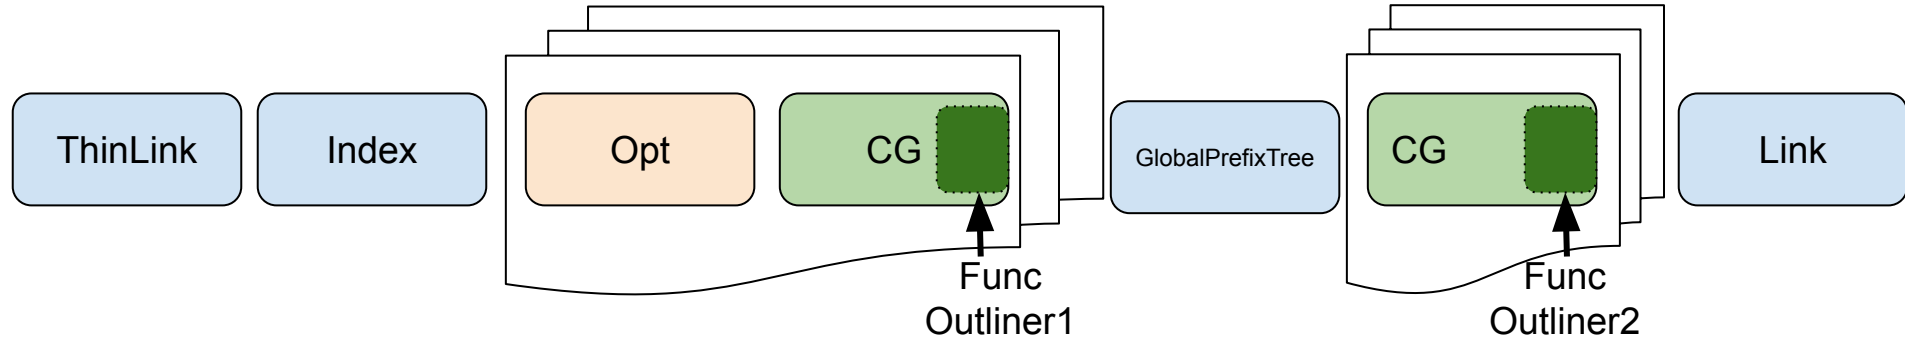 ThinLink
Index
Opt
CG
GlobalPrefixTree
CG
Link
Func
Outliner1
Func
Outliner2